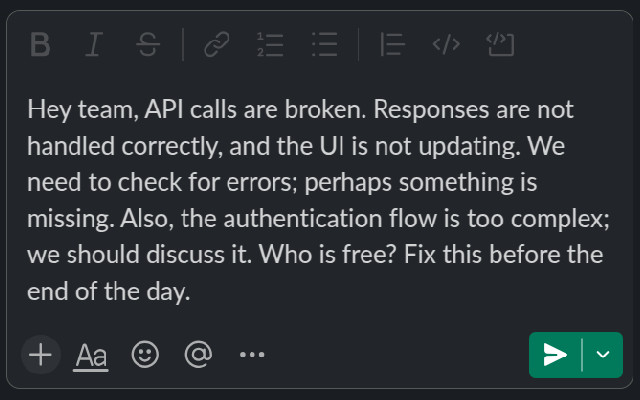 Hey team, API calls are broken. Responses are not
handled correctly, and the UI is not updating. We
need to check for errors; perhaps something is
missing. Also, the authentication flow is too complex;
we should discuss it. Who is free? Fix this before the
end of the day.
Aa